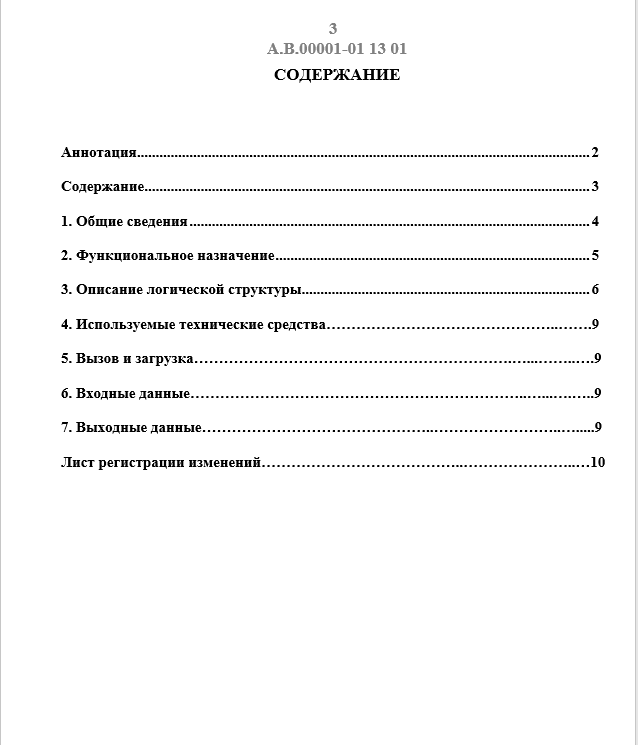 3
А.В.00001-01 13 01
СОДЕРЖАНИЕ
Аннотация.......................................................................................................................... 2
Содержание........................................................................................................................ 3
1. Общие сведения............................................................................................................ 4
2. Функциональное назначение..................................................................................... 5
3. Описание логической структуры.............................................................................. 6
4. Используемые технические средства…………………………………………..…….9
5. Вызов и загрузка………………………………………………………………...…….….9
6. Входные данные………………………………………………………………..…...…..9
7. Выходные данные……………………………………..……………………..…......9
Лист регистрации изменений……………………………………..…………………..…10